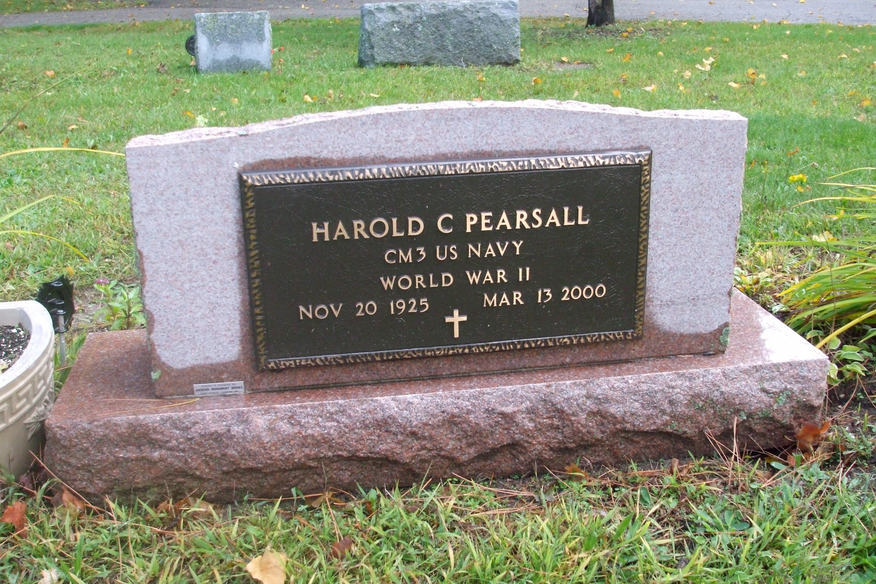 HAROLD C PEARSALL
CM3 US NAVY
WORLD WAR II
NOV 20 1925 MAR 13 2000